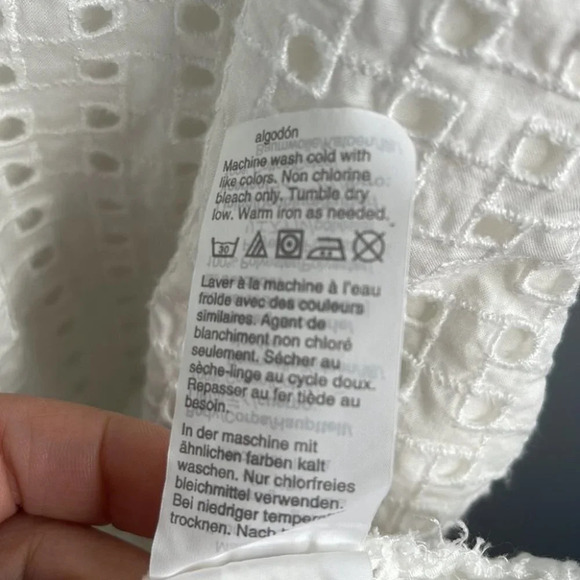 algodón
Machine wash cold with
like colors. Non chlorine
bleach only. Tumble dry
low. Warm iron as needed.
30
Laver à la machine à l'eau
froide avec des couleurs
similaires. Agent de
blanchiment non chloré
seulement. Sécher au
sèche-linge au cycle doux.
Repasser au fer tiède au
besoin.
In der maschine mit
ähnlichen farben kalt
waschen. Nur chlorfreies
bleichmittel verwenden.
Bei niedriger
trocknen. Nach